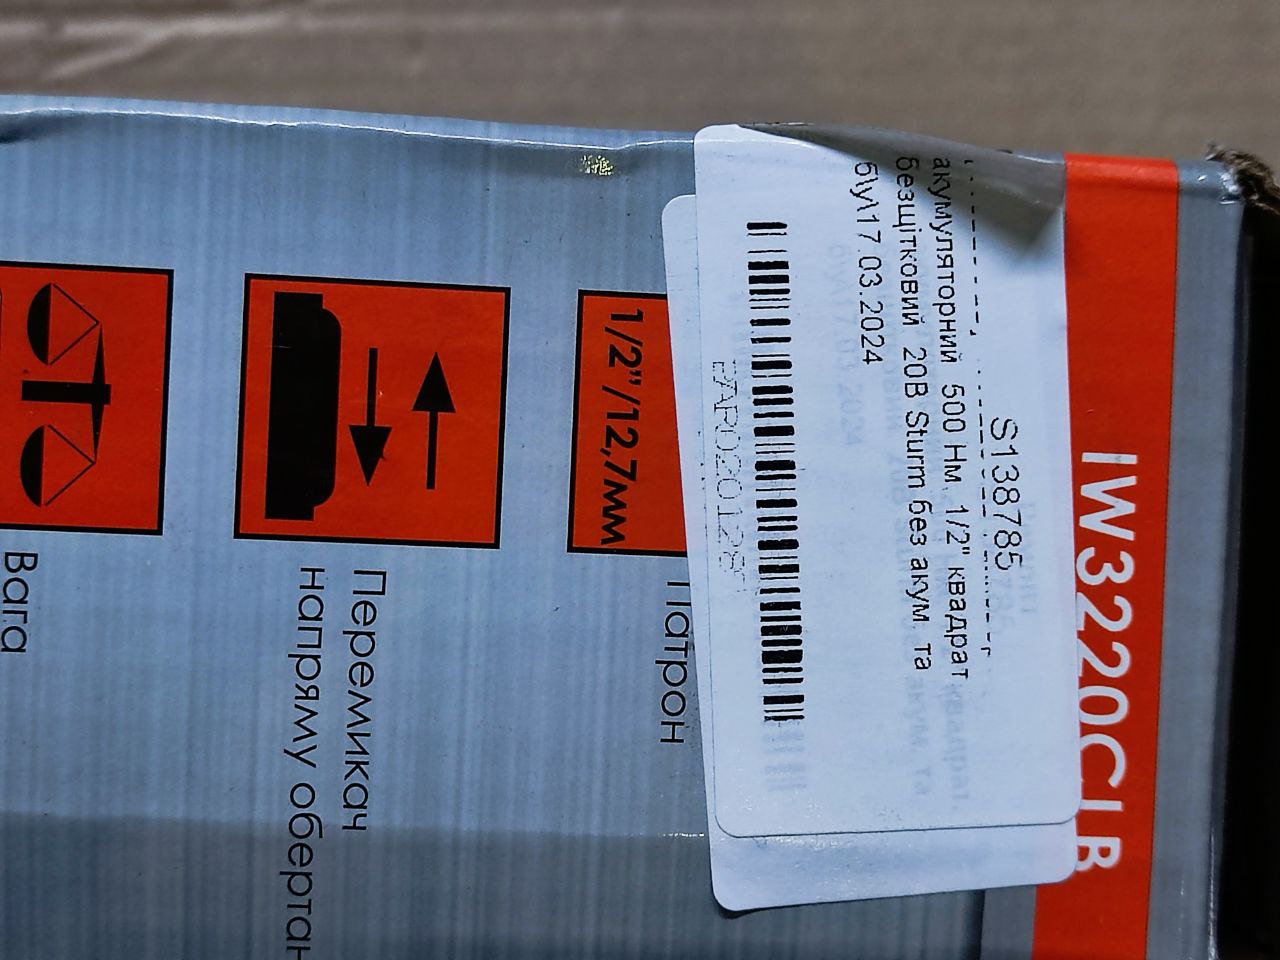 IW3220CLB
S138785
акумуляторний 500 Нм, 1/2" квадрат
безщітковий 20В Sturm без акум. та
б\у\17.03.2024
1/2"/12,7мм
Патрон
Перемикач
напряму обертан
Вага